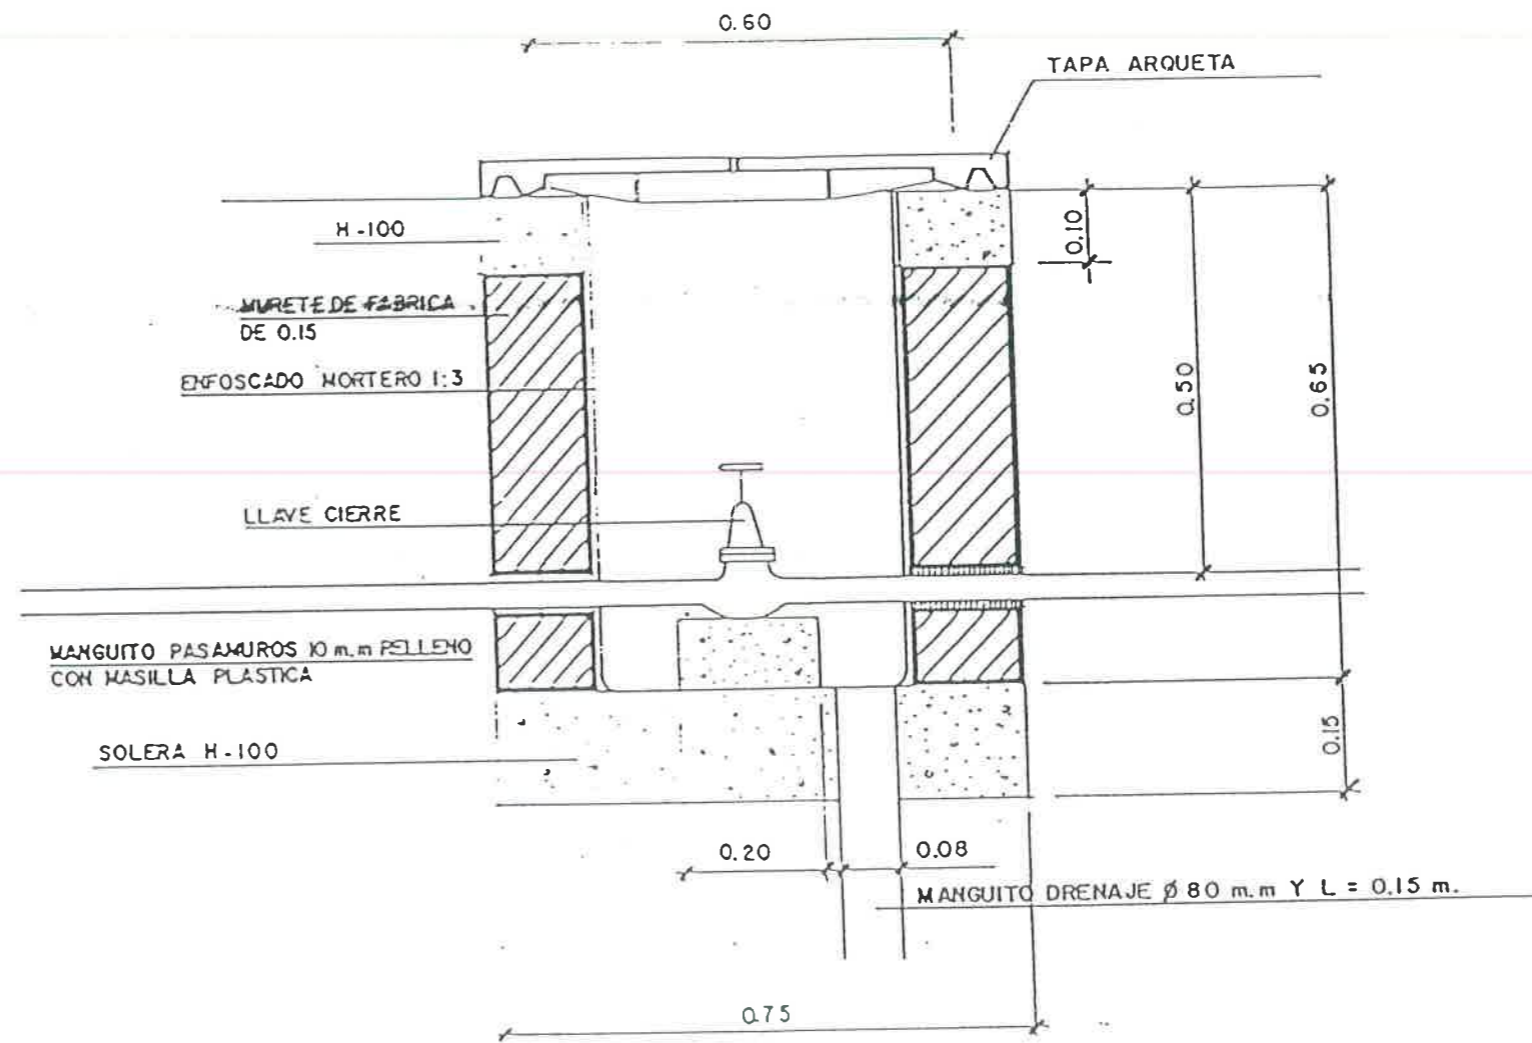 0.60
TAPA ARQUETA
H-100
0.10
MURETE DE FABRICA
DE 0.15
ENFOSCADO MORTERO 1:3
0.50
0.65
LLAVE CIERRE
MANGUITO PASAMUROS 10 m.m RELLENO
CON MASILLA PLASTICA
SOLERA H-100
0.15
0.20
0.08
MANGUITO DRENAJE Ø 80 m.m Y L = 0.15 m.
0.75